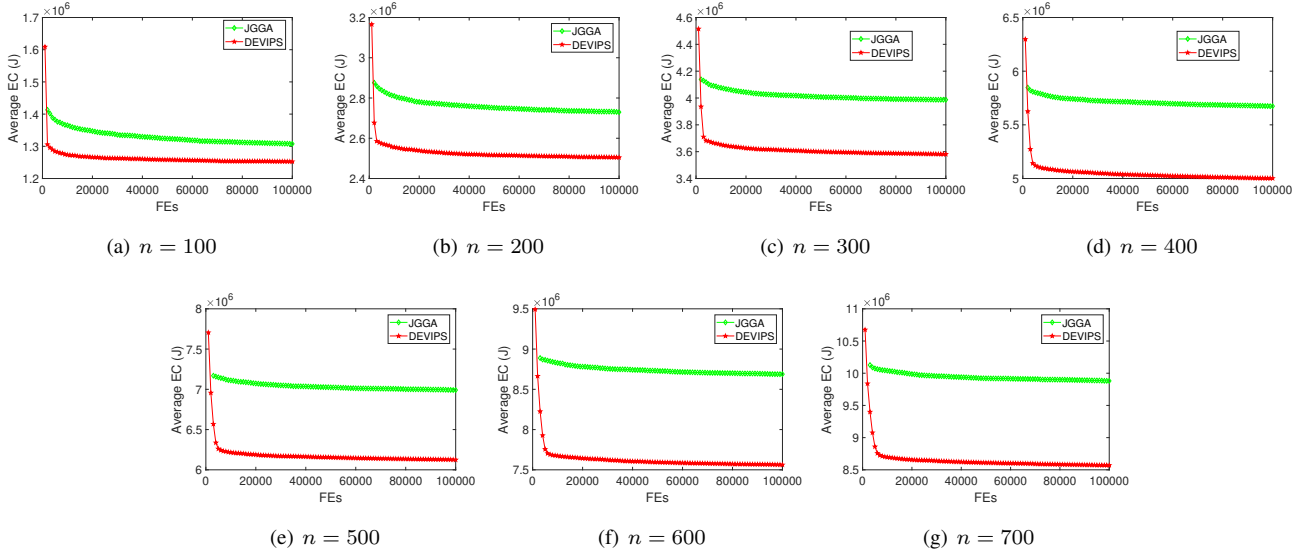 ×10^6
1.7
1.6
1.5
1.4
1.3
1.2
0 20000 40000 60000 80000 100000
FEs
Average EC (J)
JGGA
DEVIPS
(a) n = 100
×10^6
3.2
3
2.8
2.6
2.4
0 20000 40000 60000 80000 100000
FEs
Average EC (J)
JGGA
DEVIPS
(b) n = 200
×10^6
4.6
4.4
4.2
4
3.8
3.6
3.4
0 20000 40000 60000 80000 100000
FEs
Average EC (J)
JGGA
DEVIPS
(c) n = 300
×10^6
6.5
6
5.5
5
0 20000 40000 60000 80000 100000
FEs
Average EC (J)
JGGA
DEVIPS
(d) n = 400
×10^6
8
7.5
7
6.5
6
0 20000 40000 60000 80000 100000
FEs
Average EC (J)
JGGA
DEVIPS
(e) n = 500
×10^6
9.5
9
8.5
8
7.5
0 20000 40000 60000 80000 100000
FEs
Average EC (J)
JGGA
DEVIPS
(f) n = 600
×10^6
11
10.5
10
9.5
9
8.5
0 20000 40000 60000 80000 100000
FEs
Average EC (J)
JGGA
DEVIPS
(g) n = 700